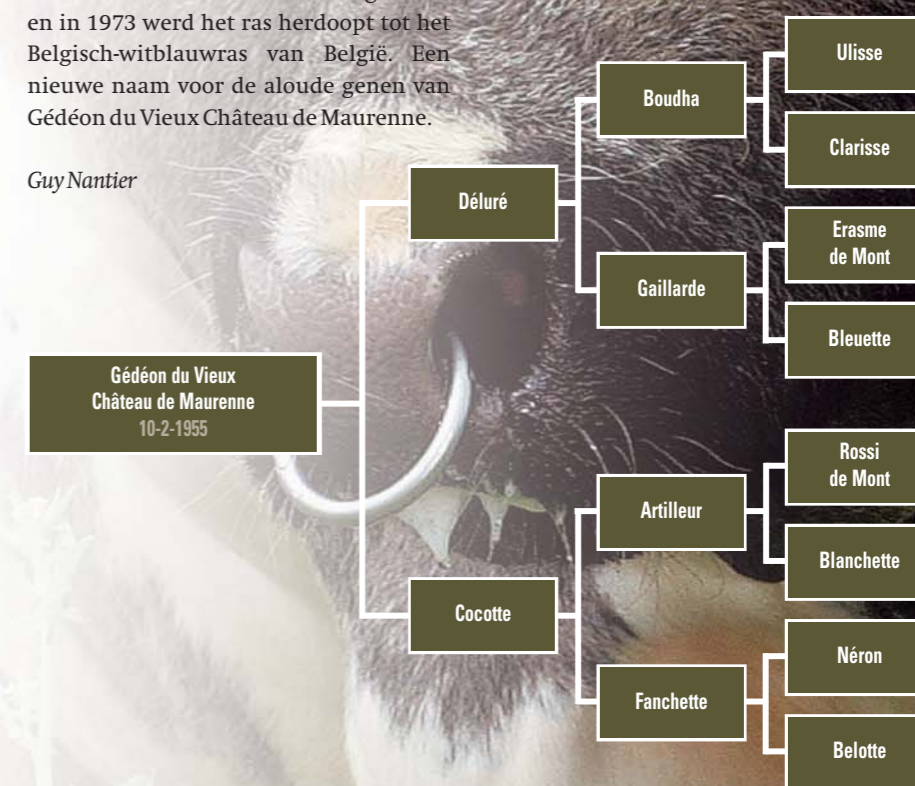 en in 1973 werd het ras herdoopt tot het
Belgisch-witblauwras van België. Een
nieuwe naam voor de aloude genen van
Gédéon du Vieux Château de Maurenne.
Guy Nantier
Gédéon du Vieux
Château de Maurenne
10-2-1955
Déluré
Cocotte
Boudha
Gaillarde
Artilleur
Fanchette
Ulisse
Clarisse
Erasme
de Mont
Bleuette
Rossi
de Mont
Blanchette
Néron
Belotte